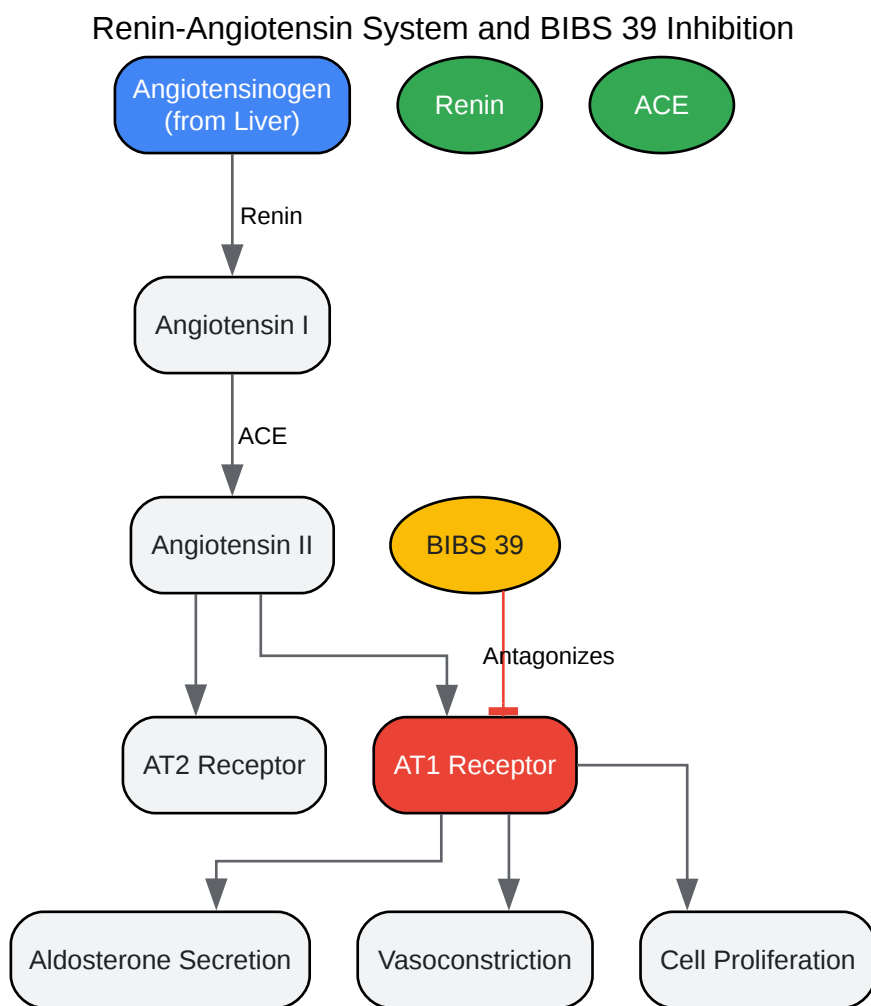 Renin-Angiotensin System and BIBS 39 Inhibition
Angiotensinogen
(from Liver)
Renin
ACE
Renin
Angiotensin I
ACE
Angiotensin II
BIBS 39
Antagonizes
AT2 Receptor
AT1 Receptor
Aldosterone Secretion
Vasoconstriction
Cell Proliferation